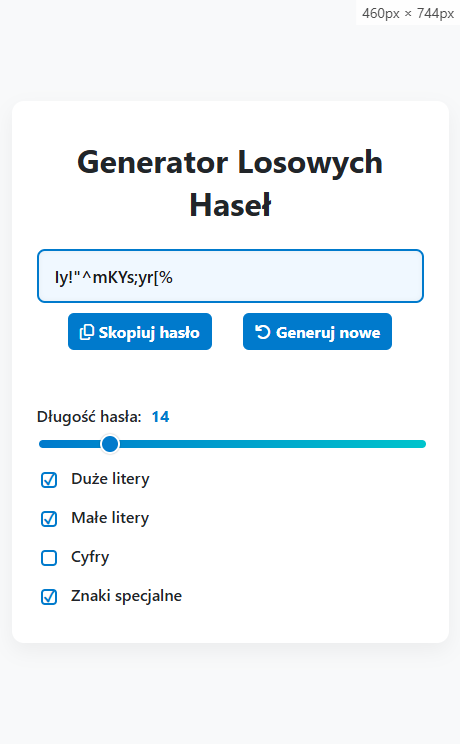 460px × 744px
Generator Losowych
Haseł
Iy!"^mKYs;yr[%
Skopiuj hasło
Generuj nowe
Długość hasła: 14
Duże litery
Małe litery
Cyfry
Znaki specjalne